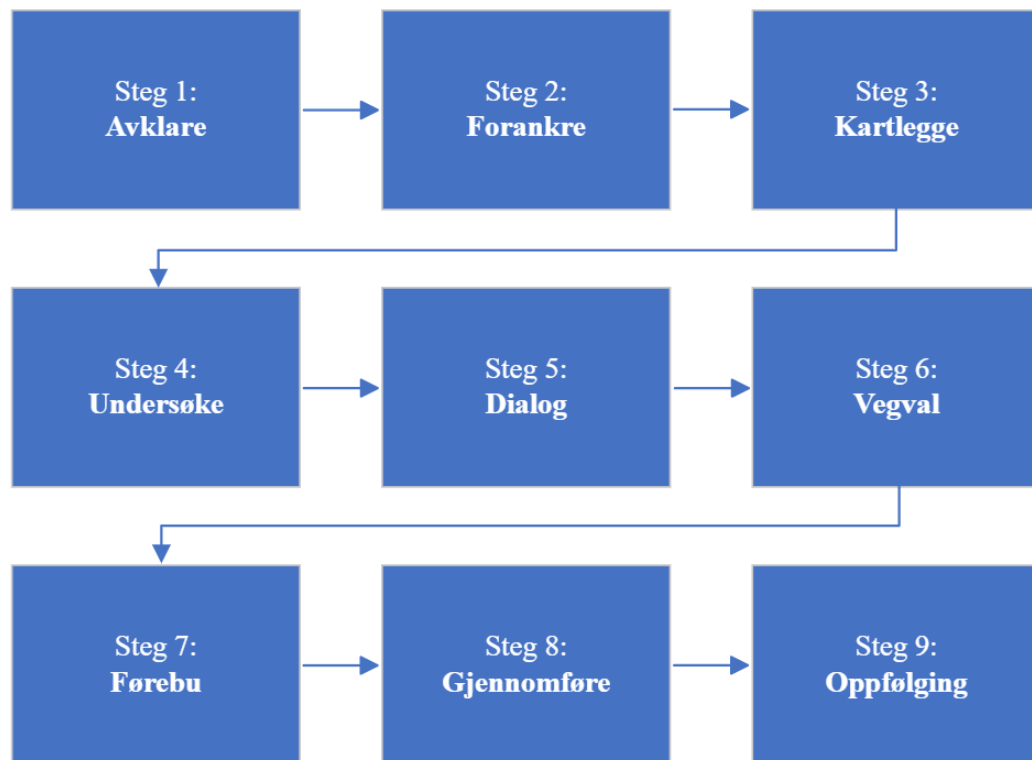 Steg 1:
Avklare
Steg 2:
Forankre
Steg 3:
Kartlegge
Steg 4:
Undersøke
Steg 5:
Dialog
Steg 6:
Vegval
Steg 7:
Førebu
Steg 8:
Gjennomføre
Steg 9:
Oppfølging